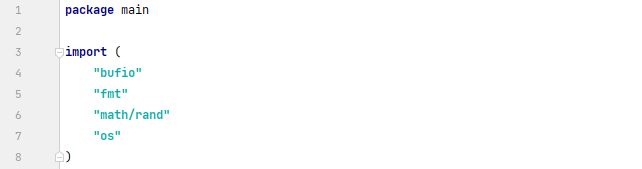 1 package main
2
3 import (
4 "bufio"
5 "fmt"
6 "math/rand"
7 "os"
8 )